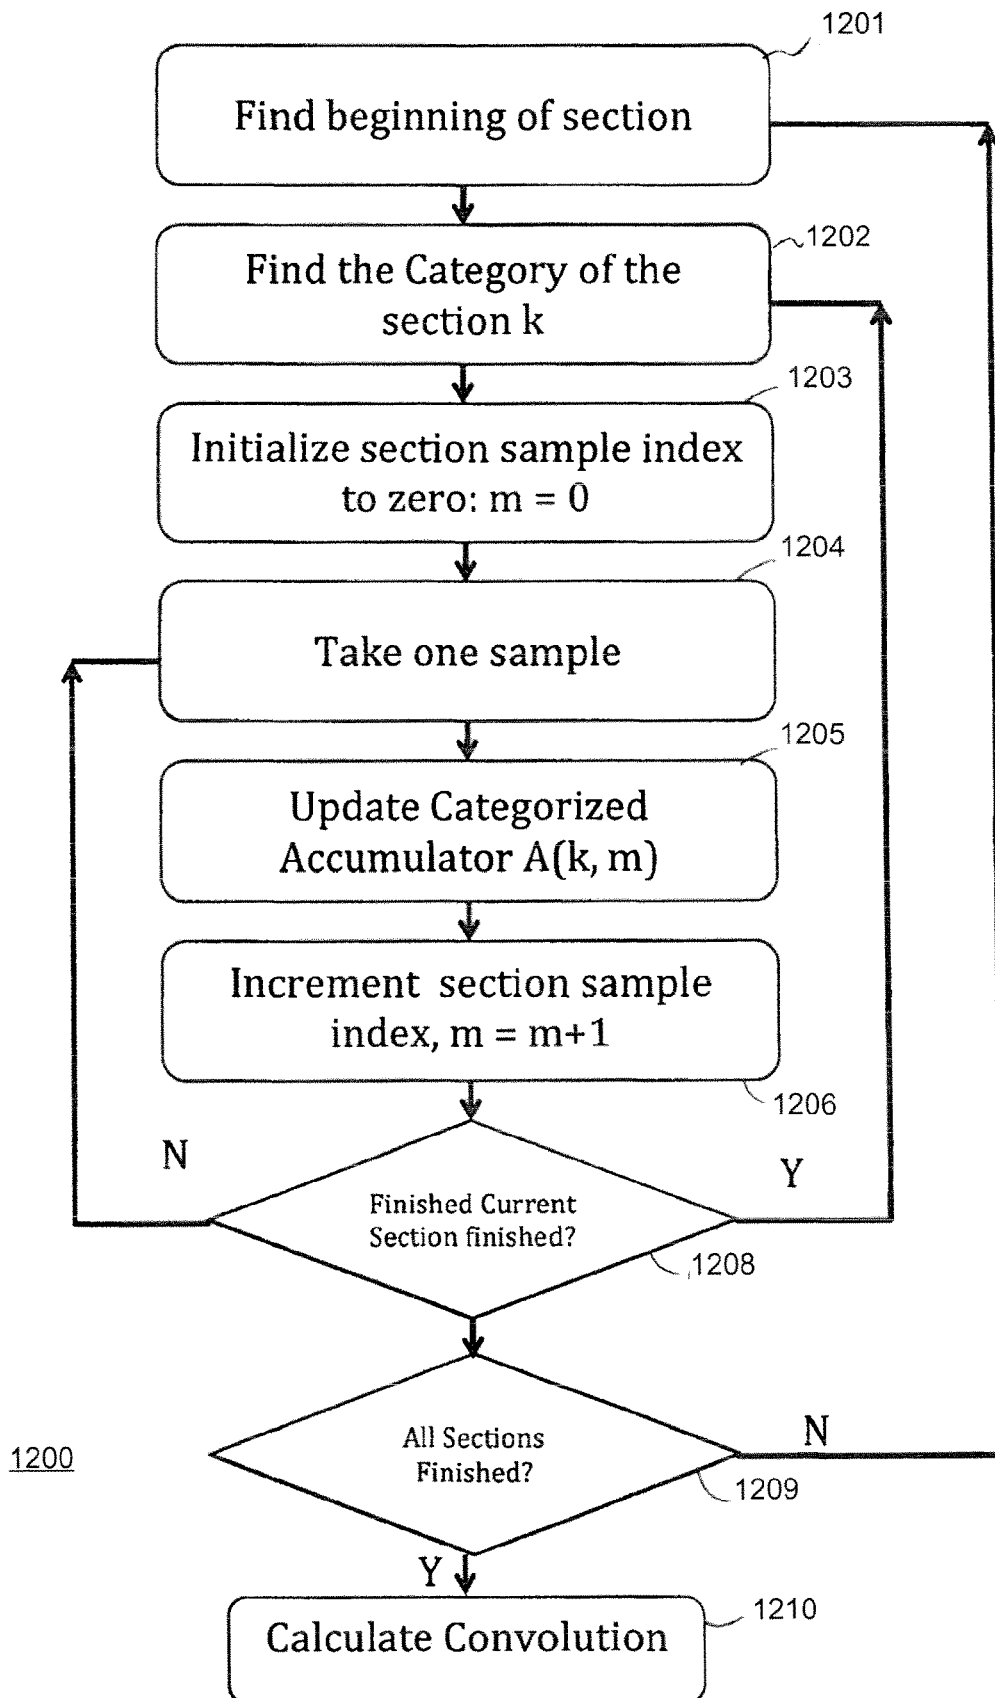 1201
Find beginning of section
1202
Find the Category of the
section k
1203
Initialize section sample index
to zero: m = 0
1204
Take one sample
1205
Update Categorized
Accumulator A(k, m)
Increment section sample
index, m = m+1
1206
N
Y
Finished Current
Section finished?
1208
All Sections
Finished?
N
1200
1209
Y
1210
Calculate Convolution